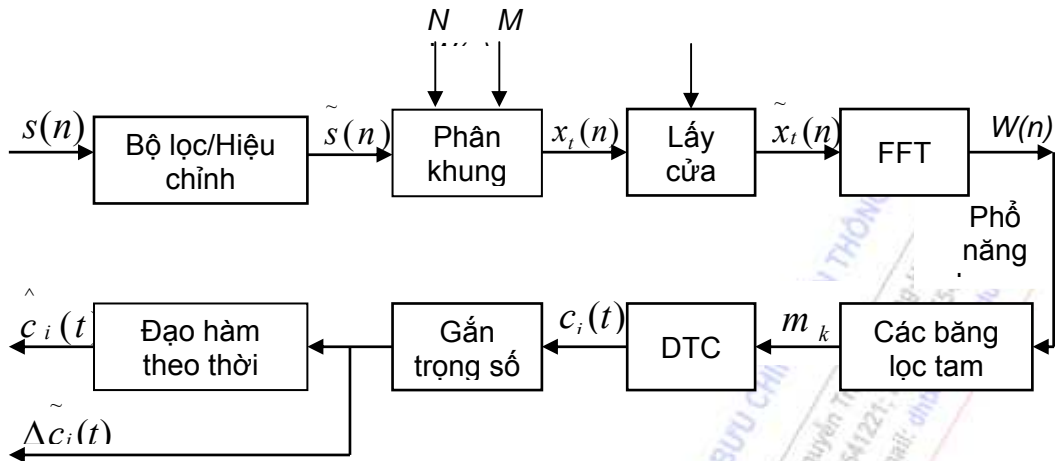 N M
s(n)
Bộ lọc/Hiệu
chỉnh
s̃(n)
Phân
khung
x_t(n)
Lấy
cửa
x̃_t(n)
FFT
W(n)
Phổ
năng
Các băng
lọc tam
m_k
DTC
c_i(t)
Gắn
trọng số
Đạo hàm
theo thời
ĉ_i(t)
Δc̃_i(t)